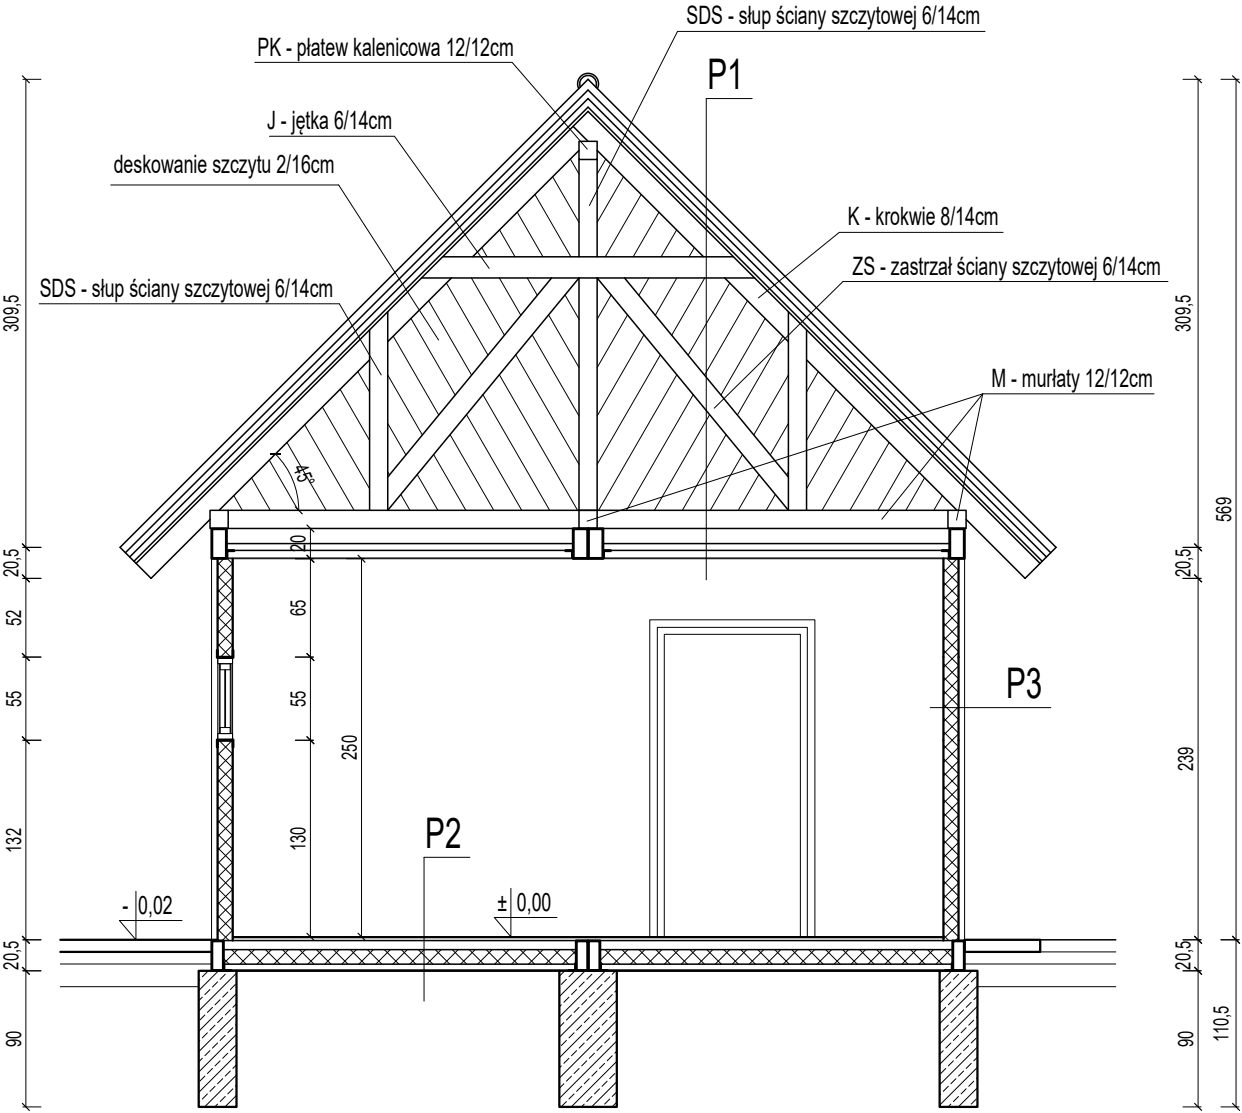 SDS - słup ściany szczytowej 6/14cm
PK - płatew kalenicowa 12/12cm
P1
J - jętka 6/14cm
deskowanie szczytu 2/16cm
K - krokwie 8/14cm
ZS - zastrzał ściany szczytowej 6/14cm
SDS - słup ściany szczytowej 6/14cm
M - murłaty 12/12cm
45°
309,5
20,5
52
55
132
20,5
90
20
65
55
130
250
P3
P2
- 0,02
± 0,00
309,5
20,5
239
20,5
90
569
110,5